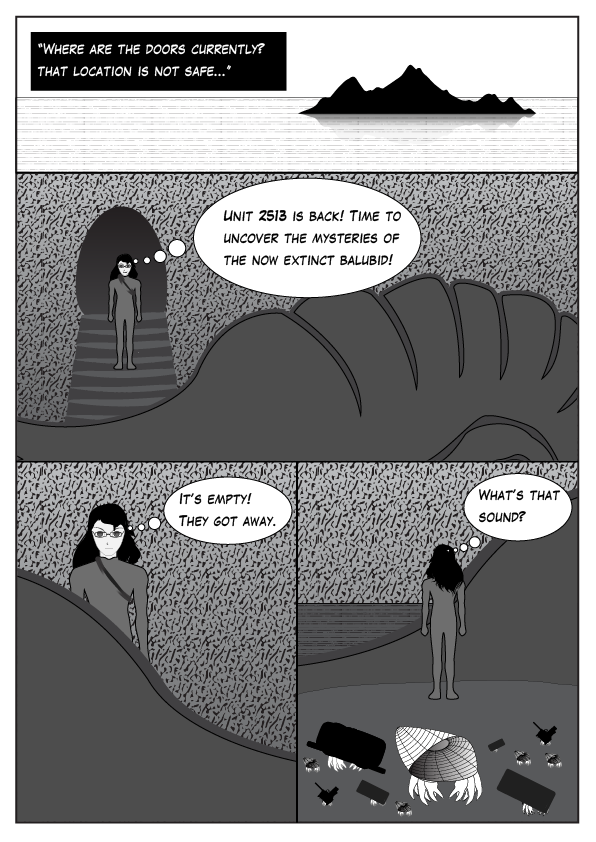 “Where are the doors currently?
That location is not safe...”
Unit 2513 is back! Time to
uncover the mysteries of
the now extinct balubid!
It's empty!
They got away.
What's that
sound?